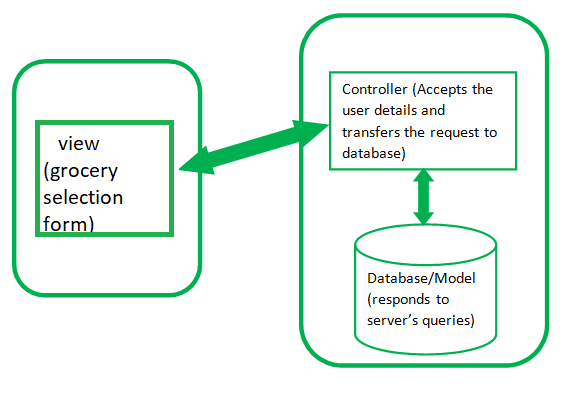 view
(grocery
selection
form)
Controller (Accepts the
user details and
transfers the request to
database)
Database/Model
(responds to
server’s queries)